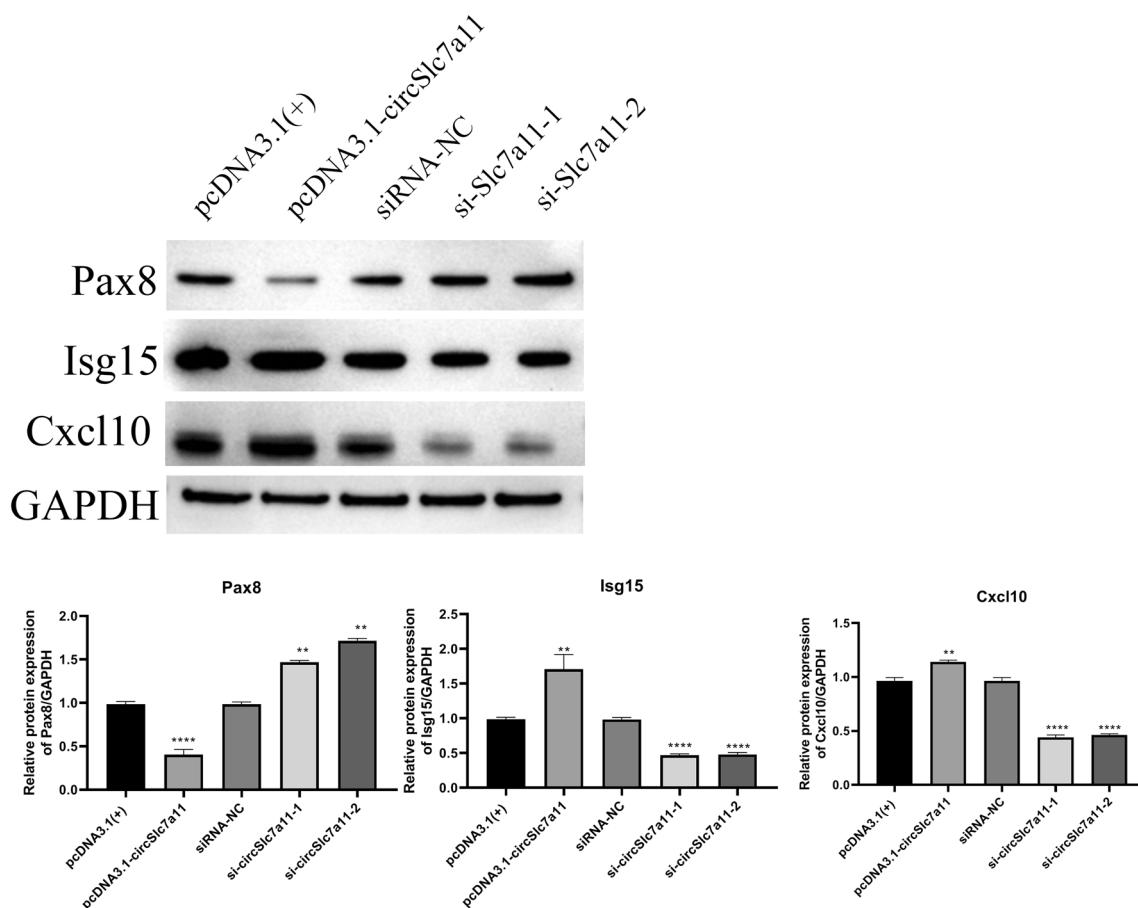 pcDNA3.1(+)
pcDNA3.1-circSlc7a11
siRNA-NC
si-Slc7a11-1
si-Slc7a11-2
Pax8
Isg15
Cxcl10
GAPDH
Pax8
Relative protein expression
of Pax8/GAPDH
2.0
1.5
1.0
0.5
0.0
****
**
**
pcDNA3.1(+)
pcDNA3.1-circSlc7a11
siRNA-NC
si-circSlc7a11-1
si-circSlc7a11-2
Isg15
Relative protein expression
of Isg15/GAPDH
2.5
2.0
1.5
1.0
0.5
0.0
**
****
****
pcDNA3.1(+)
pcDNA3.1-circSlc7a11
siRNA-NC
si-circSlc7a11-1
si-circSlc7a11-2
Cxcl10
Relative protein expression
of Cxcl10/GAPDH
1.5
1.0
0.5
0.0
**
****
****
pcDNA3.1(+)
pcDNA3.1-circSlc7a11
siRNA-NC
si-circSlc7a11-1
si-circSlc7a11-2